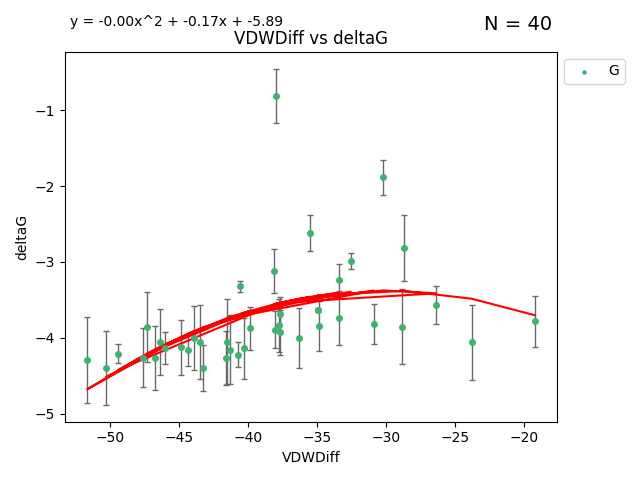 y = -0.00x^2 + -0.17x + -5.89
N = 40
VDWDiff vs deltaG
G
deltaG
−1
−2
−3
−4
−5
−50
−45
−40
−35
−30
−25
−20
VDWDiff